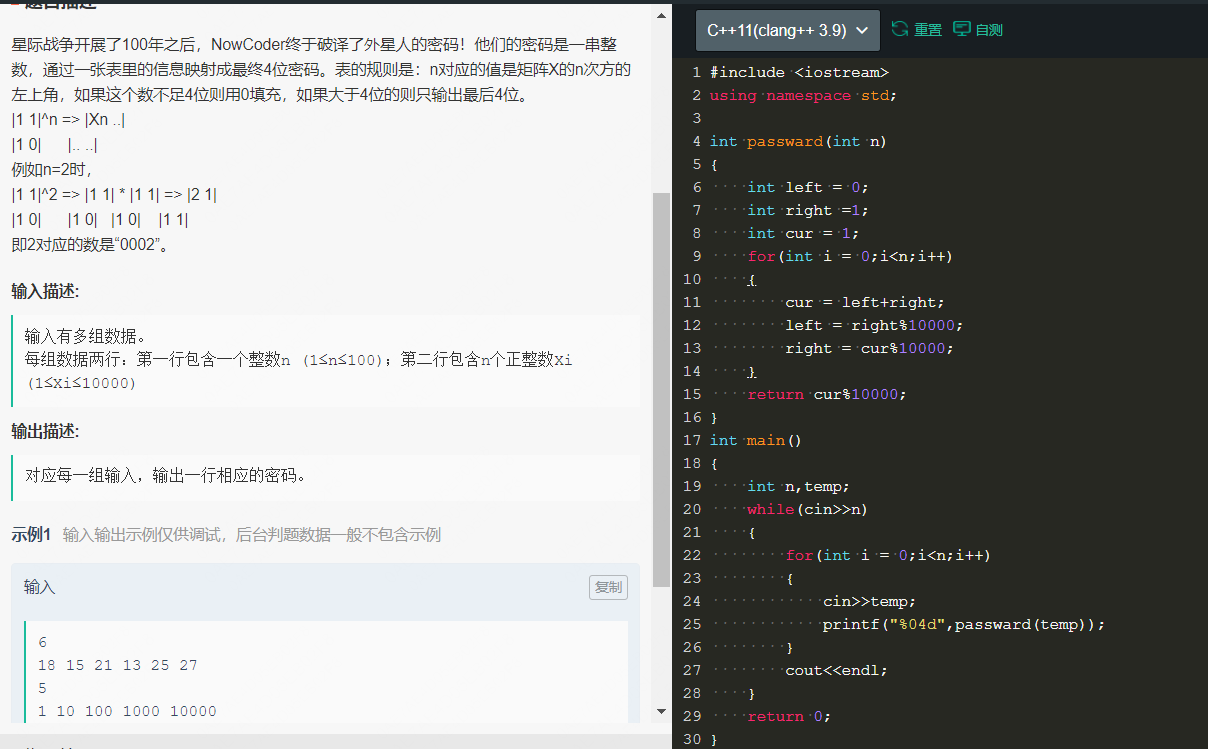 题目描述
星际战争开展了100年之后，NowCoder终于破译了外星人的密码！他们的密码是一串整
数，通过一张表里的信息映射成最终4位密码。表的规则是：n对应的值是矩阵X的n次方的
左上角，如果这个数不足4位则用0填充，如果大于4位的则只输出最后4位。
|1 1|^n => |Xn ..|
|1 0|      |.. ..|
例如n=2时，
|1 1|^2 => |1 1| * |1 1| => |2 1|
|1 0|      |1 0|   |1 0|    |1 1|
即2对应的数是“0002”。
输入描述:
输入有多组数据。
每组数据两行：第一行包含一个整数n (1≤n≤100)；第二行包含n个正整数Xi
(1≤Xi≤10000)
输出描述:
对应每一组输入，输出一行相应的密码。
示例1 输入输出示例仅供调试，后台判题数据一般不包含示例
输入
复制
6
18 15 21 13 25 27
5
1 10 100 1000 10000
C++11(clang++ 3.9)
重置
自测
1 #include <iostream>
2 using namespace std;
3
4 int passward(int n)
5 {
6     int left = 0;
7     int right =1;
8     int cur = 1;
9     for(int i = 0;i<n;i++)
10     {
11         cur = left+right;
12         left = right%10000;
13         right = cur%10000;
14     }
15     return cur%10000;
16 }
17 int main()
18 {
19     int n,temp;
20     while(cin>>n)
21     {
22         for(int i = 0;i<n;i++)
23         {
24             cin>>temp;
25             printf("%04d",passward(temp));
26         }
27         cout<<endl;
28     }
29     return 0;
30 }